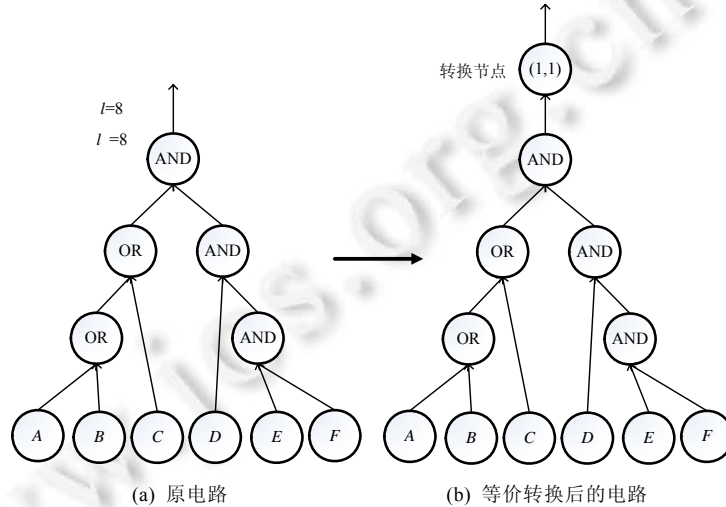 转换节点 (1,1)
l=8
l =8
AND AND
OR AND OR AND
OR AND OR AND
A B C D E F A B C D E F
(a) 原电路 (b) 等价转换后的电路